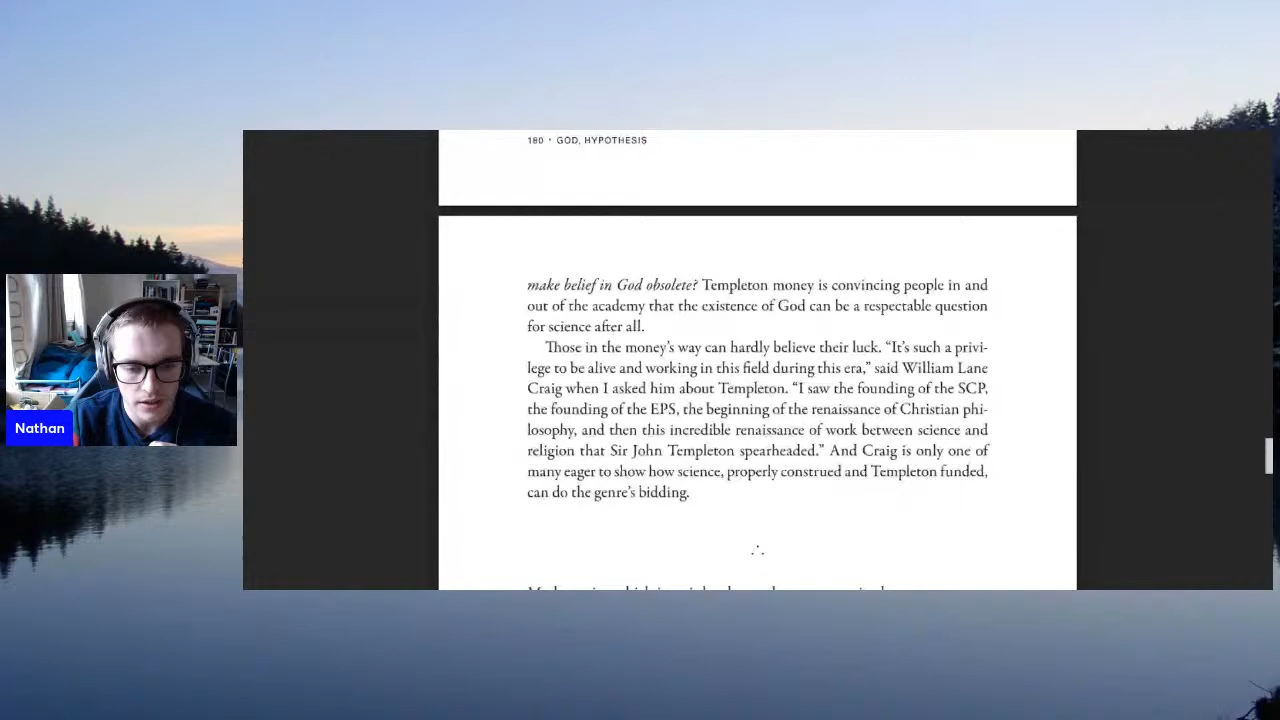 180 · GOD, HYPOTHESIS
make belief in God obsolete? Templeton money is convincing people in and
out of the academy that the existence of God can be a respectable question
for science after all.
Those in the money’s way can hardly believe their luck. “It’s such a privi-
lege to be alive and working in this field during this era,” said William Lane
Craig when I asked him about Templeton. “I saw the founding of the SCP,
the founding of the EPS, the beginning of the renaissance of Christian phi-
losophy, and then this incredible renaissance of work between science and
religion that Sir John Templeton spearheaded.” And Craig is only one of
many eager to show how science, properly construed and Templeton funded,
can do the genre’s bidding.
Nathan